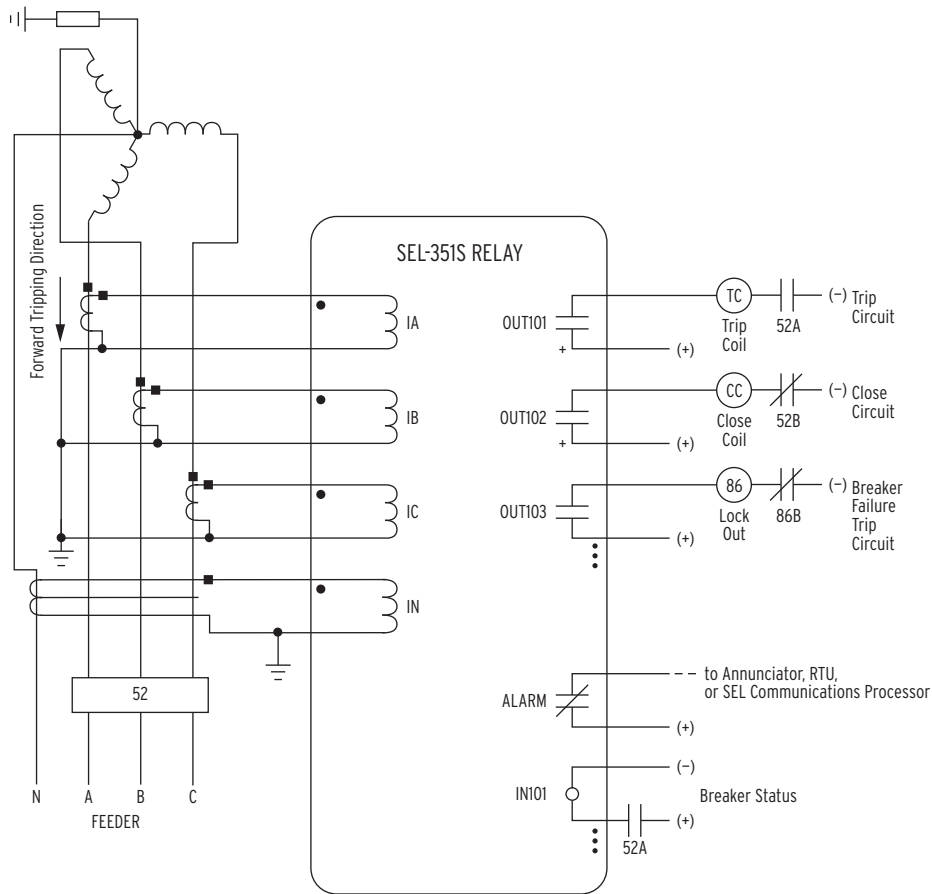 Forward Tripping Direction
SEL-351S RELAY
IA
IB
IC
IN
OUT101
+
(+)
TC
Trip
Coil
52A
(–) Trip
Circuit
OUT102
+
(+)
CC
Close
Coil
52B
(–) Close
Circuit
OUT103
(+)
86
Lock
Out
86B
(–) Breaker
Failure
Trip
Circuit
ALARM
to Annunciator, RTU,
or SEL Communications Processor
(+)
IN101
(–)
Breaker Status
(+)
52A
52
N A B C
FEEDER